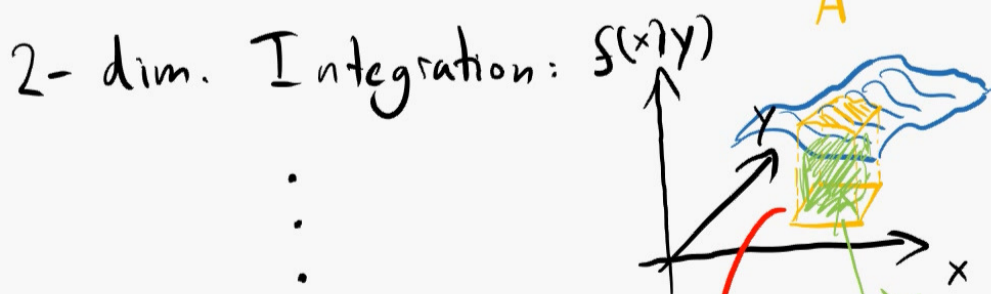 A
2- dim. Integration: f(x,y)
y
x